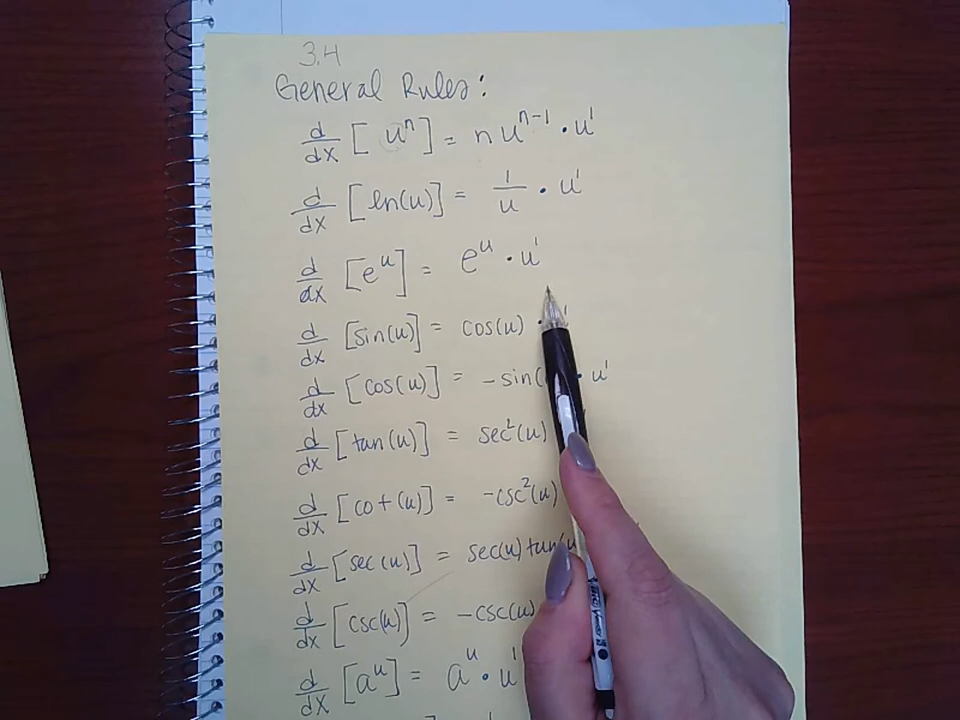 3.4
General Rules:
d/dx [u^n] = n u^(n-1) · u'
d/dx [ln(u)] = 1/u · u'
d/dx [e^u] = e^u · u'
d/dx [sin(u)] = cos(u) · '
d/dx [cos(u)] = -sin( · u'
d/dx [tan(u)] = sec²(u)
d/dx [cot(u)] = -csc²(u)
d/dx [sec(u)] = sec(u) tan(u
d/dx [csc(u)] = -csc(u)
d/dx [a^u] = a^u · u'